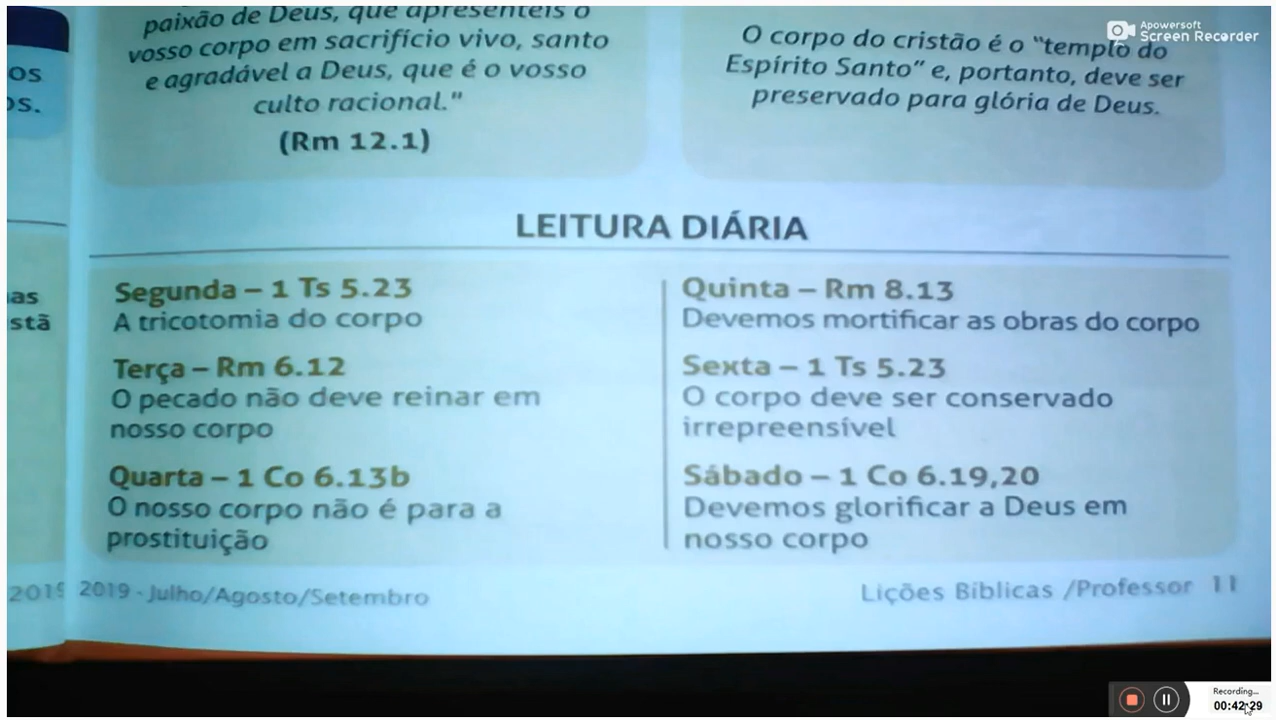 paixão de Deus, que apresenteis o
vosso corpo em sacrifício vivo, santo
e agradável a Deus, que é o vosso
culto racional."
(Rm 12.1)
O corpo do cristão é o “templo do
Espírito Santo” e, portanto, deve ser
preservado para glória de Deus.
os
os.
LEITURA DIÁRIA
Segunda – 1 Ts 5.23
A tricotomia do corpo
Terça – Rm 6.12
O pecado não deve reinar em
nosso corpo
Quarta – 1 Co 6.13b
O nosso corpo não é para a
prostituição
Quinta – Rm 8.13
Devemos mortificar as obras do corpo
Sexta – 1 Ts 5.23
O corpo deve ser conservado
irrepreensível
Sábado – 1 Co 6.19,20
Devemos glorificar a Deus em
nosso corpo
as
stã
2019
2019 - Julho/Agosto/Setembro
Lições Bíblicas /Professor 11
Apowersoft
Screen Recorder
Recording...
00:42:29